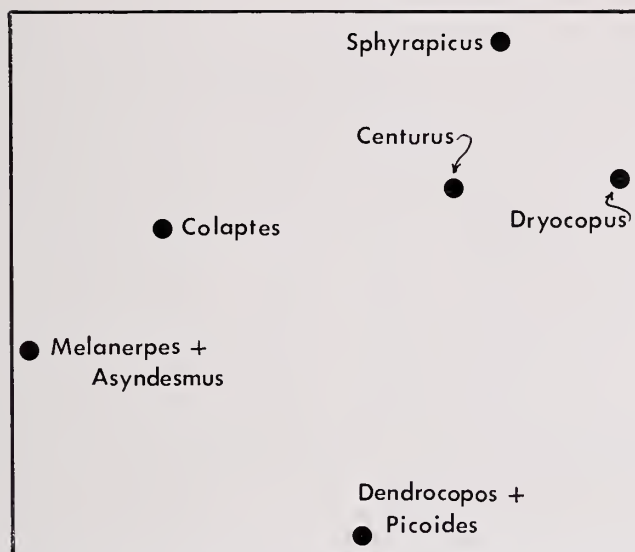 Sphyrapicus
Centurus
Dryocopus
Colaptes
Melanerpes +
Asyndesmus
Dendrocopos +
Picoides